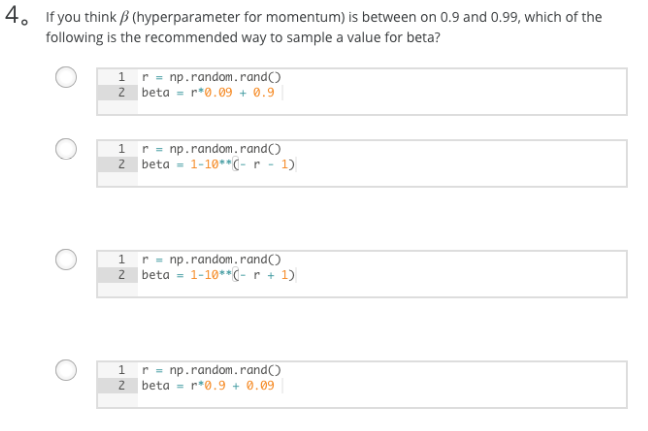 4。 If you think β (hyperparameter for momentum) is between on 0.9 and 0.99, which of the
following is the recommended way to sample a value for beta?
1 r = np.random.rand()
2 beta = r*0.09 + 0.9
1 r = np.random.rand()
2 beta = 1-10**(- r - 1)
1 r = np.random.rand()
2 beta = 1-10**(- r + 1)
1 r = np.random.rand()
2 beta = r*0.9 + 0.09